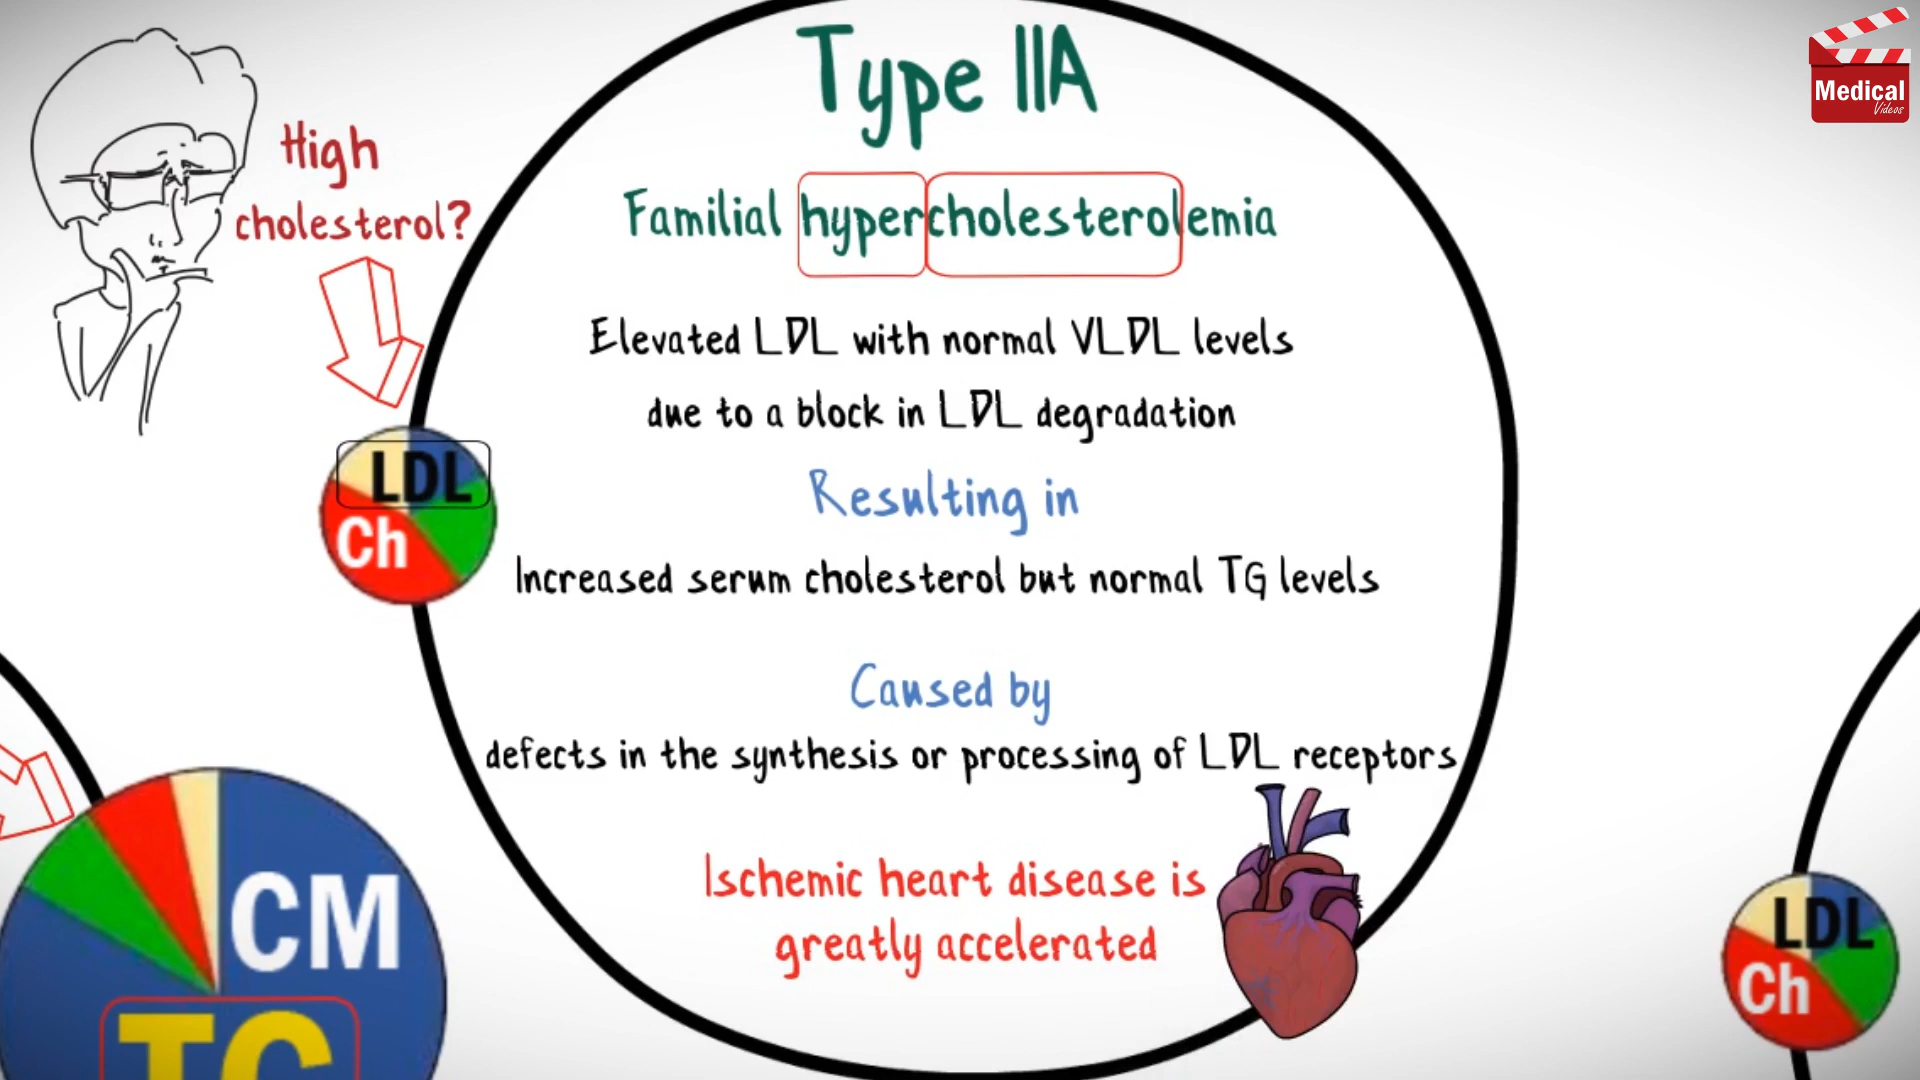 Type IIA
Medical
Videos
High
cholesterol?
Familial hypercholesterolemia
Elevated LDL with normal VLDL levels
due to a block in LDL degradation
LDL
Ch
Resulting in
Increased serum cholesterol but normal TG levels
Caused by
defects in the synthesis or processing of LDL receptors
Ischemic heart disease is
greatly accelerated
CM
TG
LDL
Ch